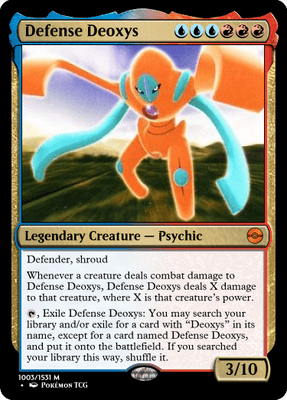 Defense Deoxys
Legendary Creature — Psychic
Defender, shroud
Whenever a creature deals combat damage to
Defense Deoxys, Defense Deoxys deals X damage
to that creature, where X is that creature's power.
, Exile Defense Deoxys: You may search your
library and/or exile for a card with "Deoxys" in its
name, except for a card named Defense Deoxys,
and put it onto the battlefield. If you searched
your library this way, shuffle it.
3/10
1003/1531 M
• Pokémon TCG